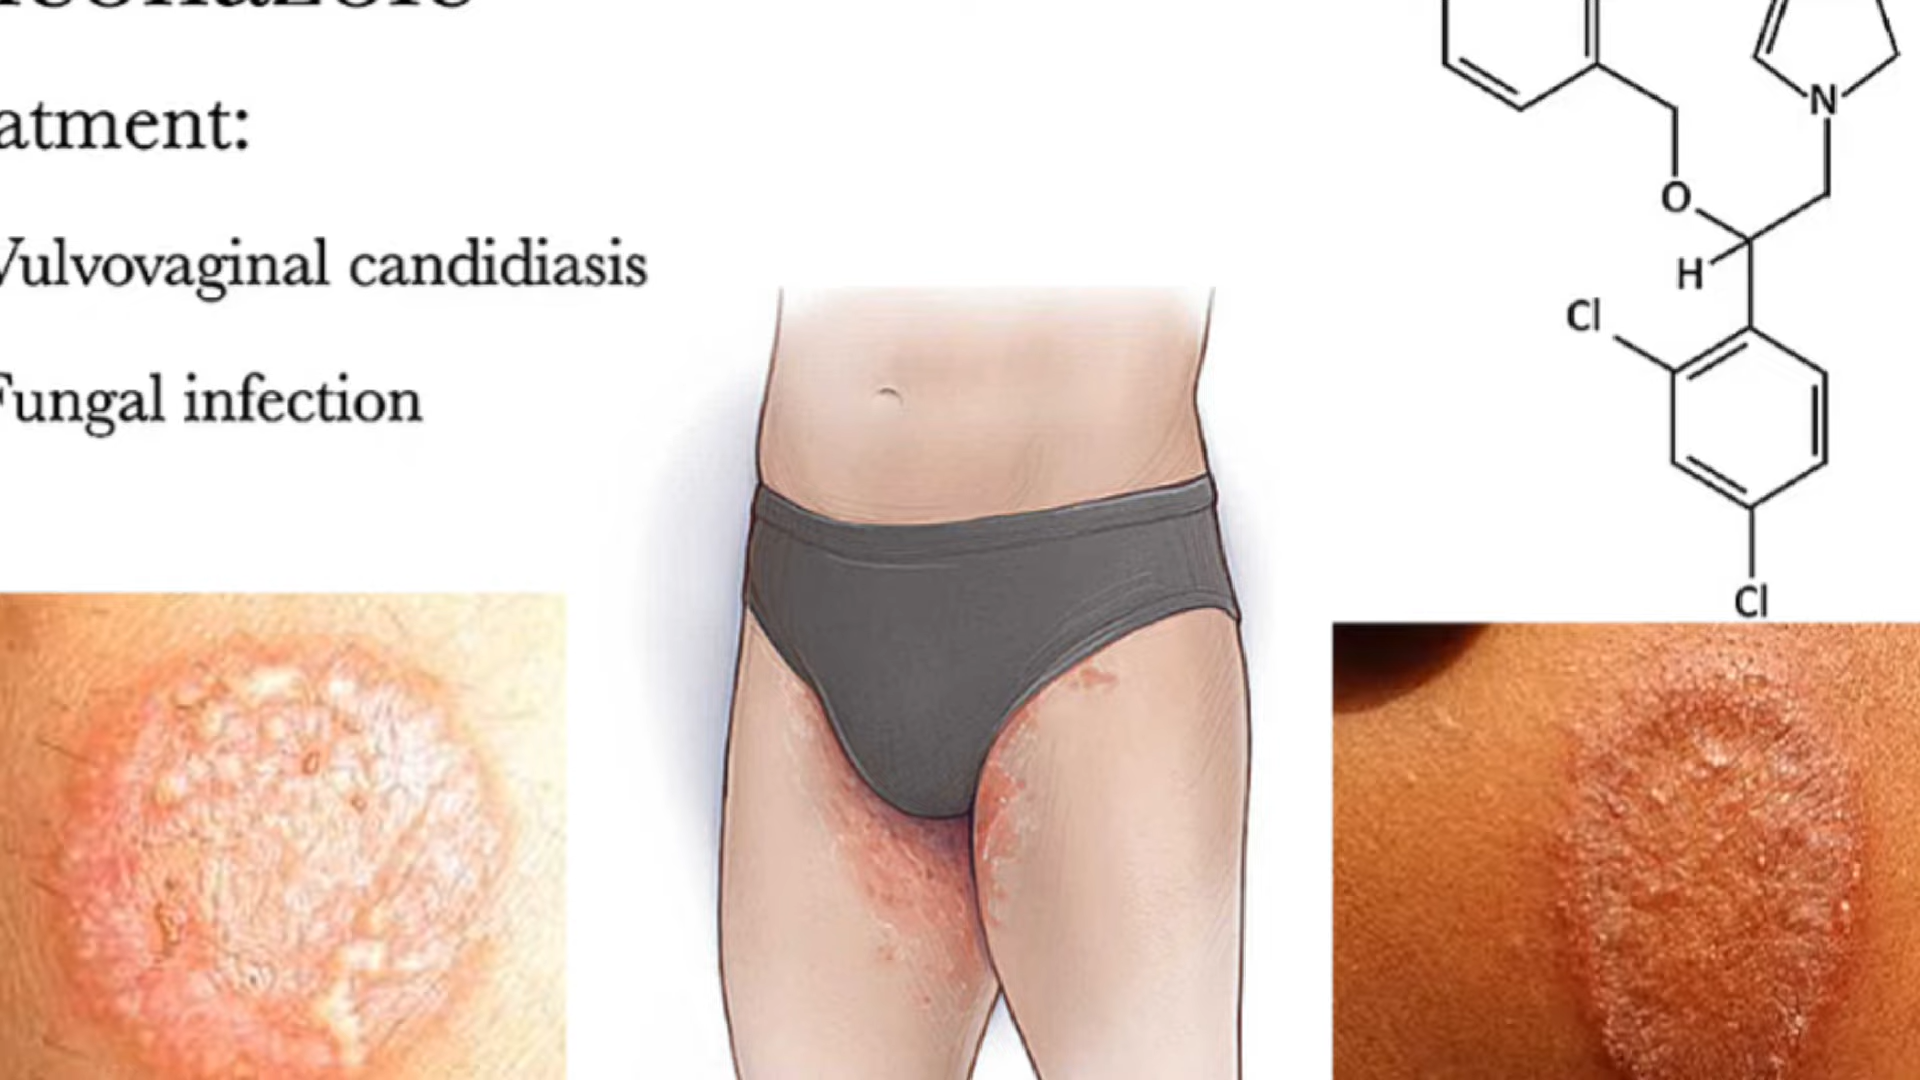 atment:
Vulvovaginal candidiasis
Fungal infection
N
O
H
Cl
Cl